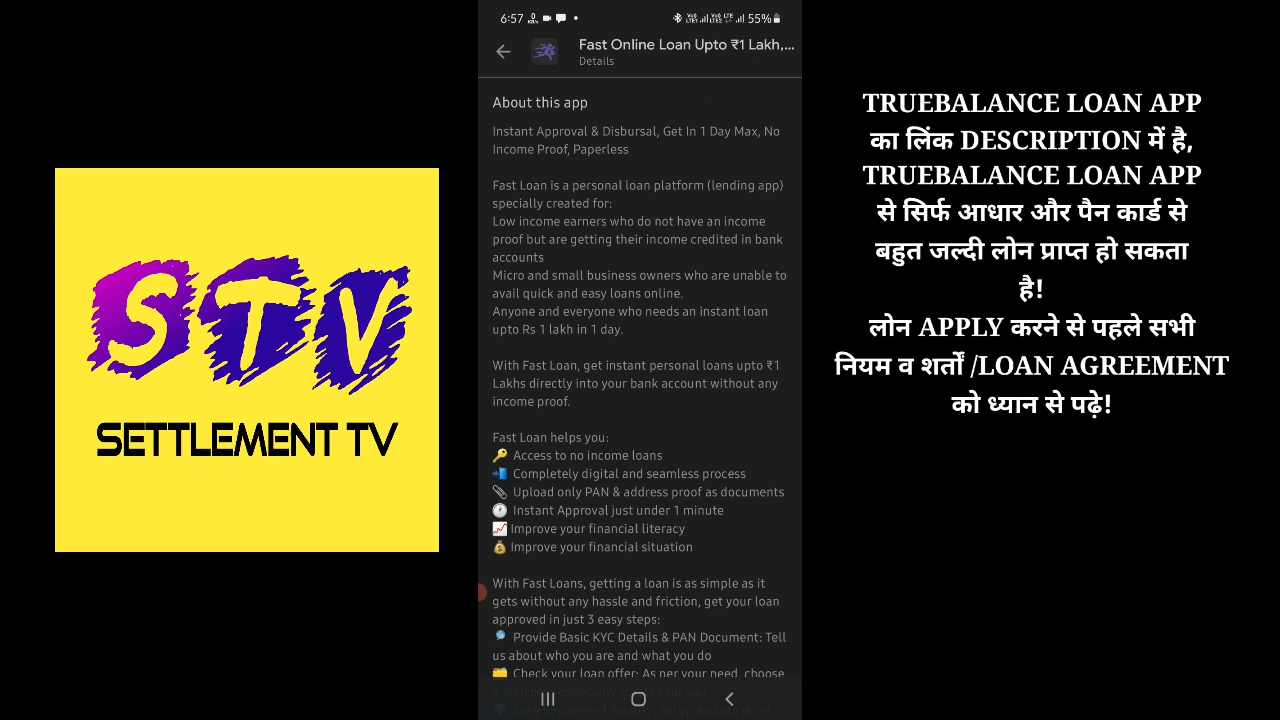 STV
SETTLEMENT TV
6:57
55%
Fast Online Loan Upto ₹1 Lakh,...
Details
About this app
Instant Approval & Disbursal, Get In 1 Day Max, No
Income Proof, Paperless
Fast Loan is a personal loan platform (lending app)
specially created for:
Low income earners who do not have an income
proof but are getting their income credited in bank
accounts
Micro and small business owners who are unable to
avail quick and easy loans online.
Anyone and everyone who needs an instant loan
upto Rs 1 lakh in 1 day.
With Fast Loan, get instant personal loans upto ₹1
Lakhs directly into your bank account without any
income proof.
Fast Loan helps you:
🔑 Access to no income loans
📲 Completely digital and seamless process
📎 Upload only PAN & address proof as documents
🕐 Instant Approval just under 1 minute
📈 Improve your financial literacy
💰 Improve your financial situation
With Fast Loans, getting a loan is as simple as it
gets without any hassle and friction, get your loan
approved in just 3 easy steps:
🔎 Provide Basic KYC Details & PAN Document: Tell
us about who you are and what you do
🗂️ Check your loan offer: As per your need, choose
TRUEBALANCE LOAN APP
का लिंक DESCRIPTION में है,
TRUEBALANCE LOAN APP
से सिर्फ आधार और पैन कार्ड से
बहुत जल्दी लोन प्राप्त हो सकता
है!
लोन APPLY करने से पहले सभी
नियम व शर्तों /LOAN AGREEMENT
को ध्यान से पढ़े!